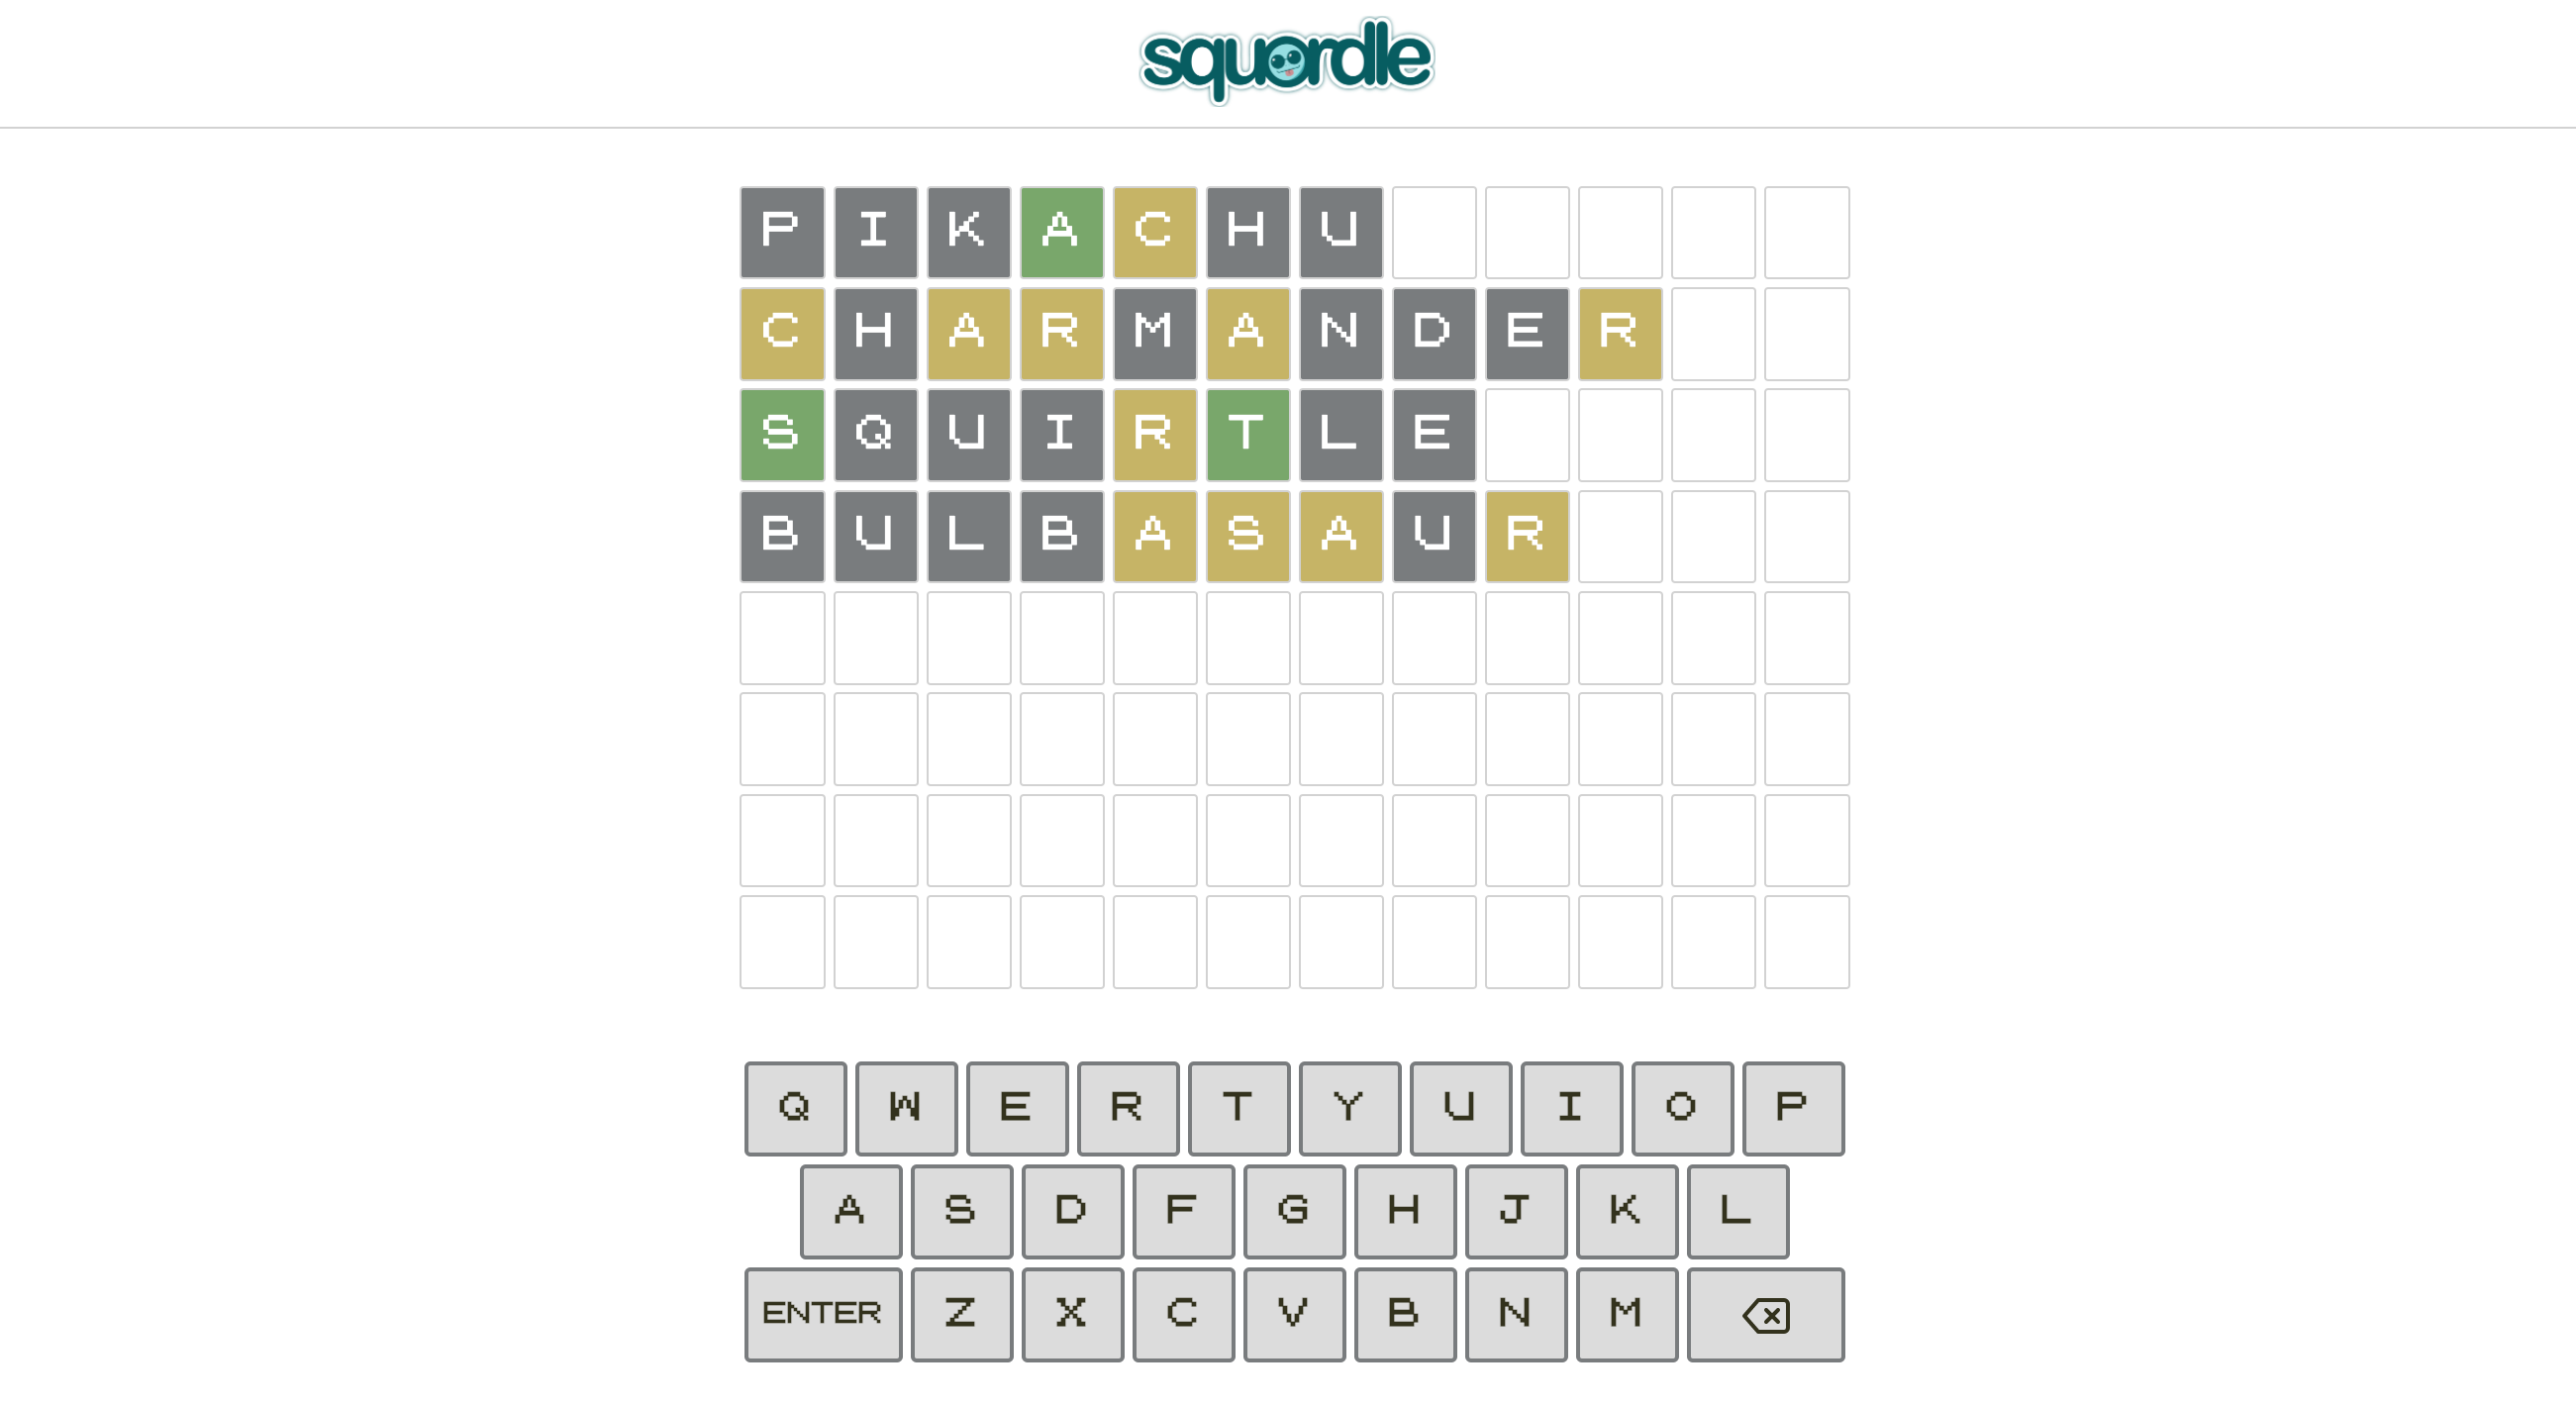 squordle
P I K A C H U
C H A R M A N D E R
S Q U I R T L E
B U L B A S A U R
Q W E R T Y U I O P
A S D F G H J K L
ENTER Z X C V B N M